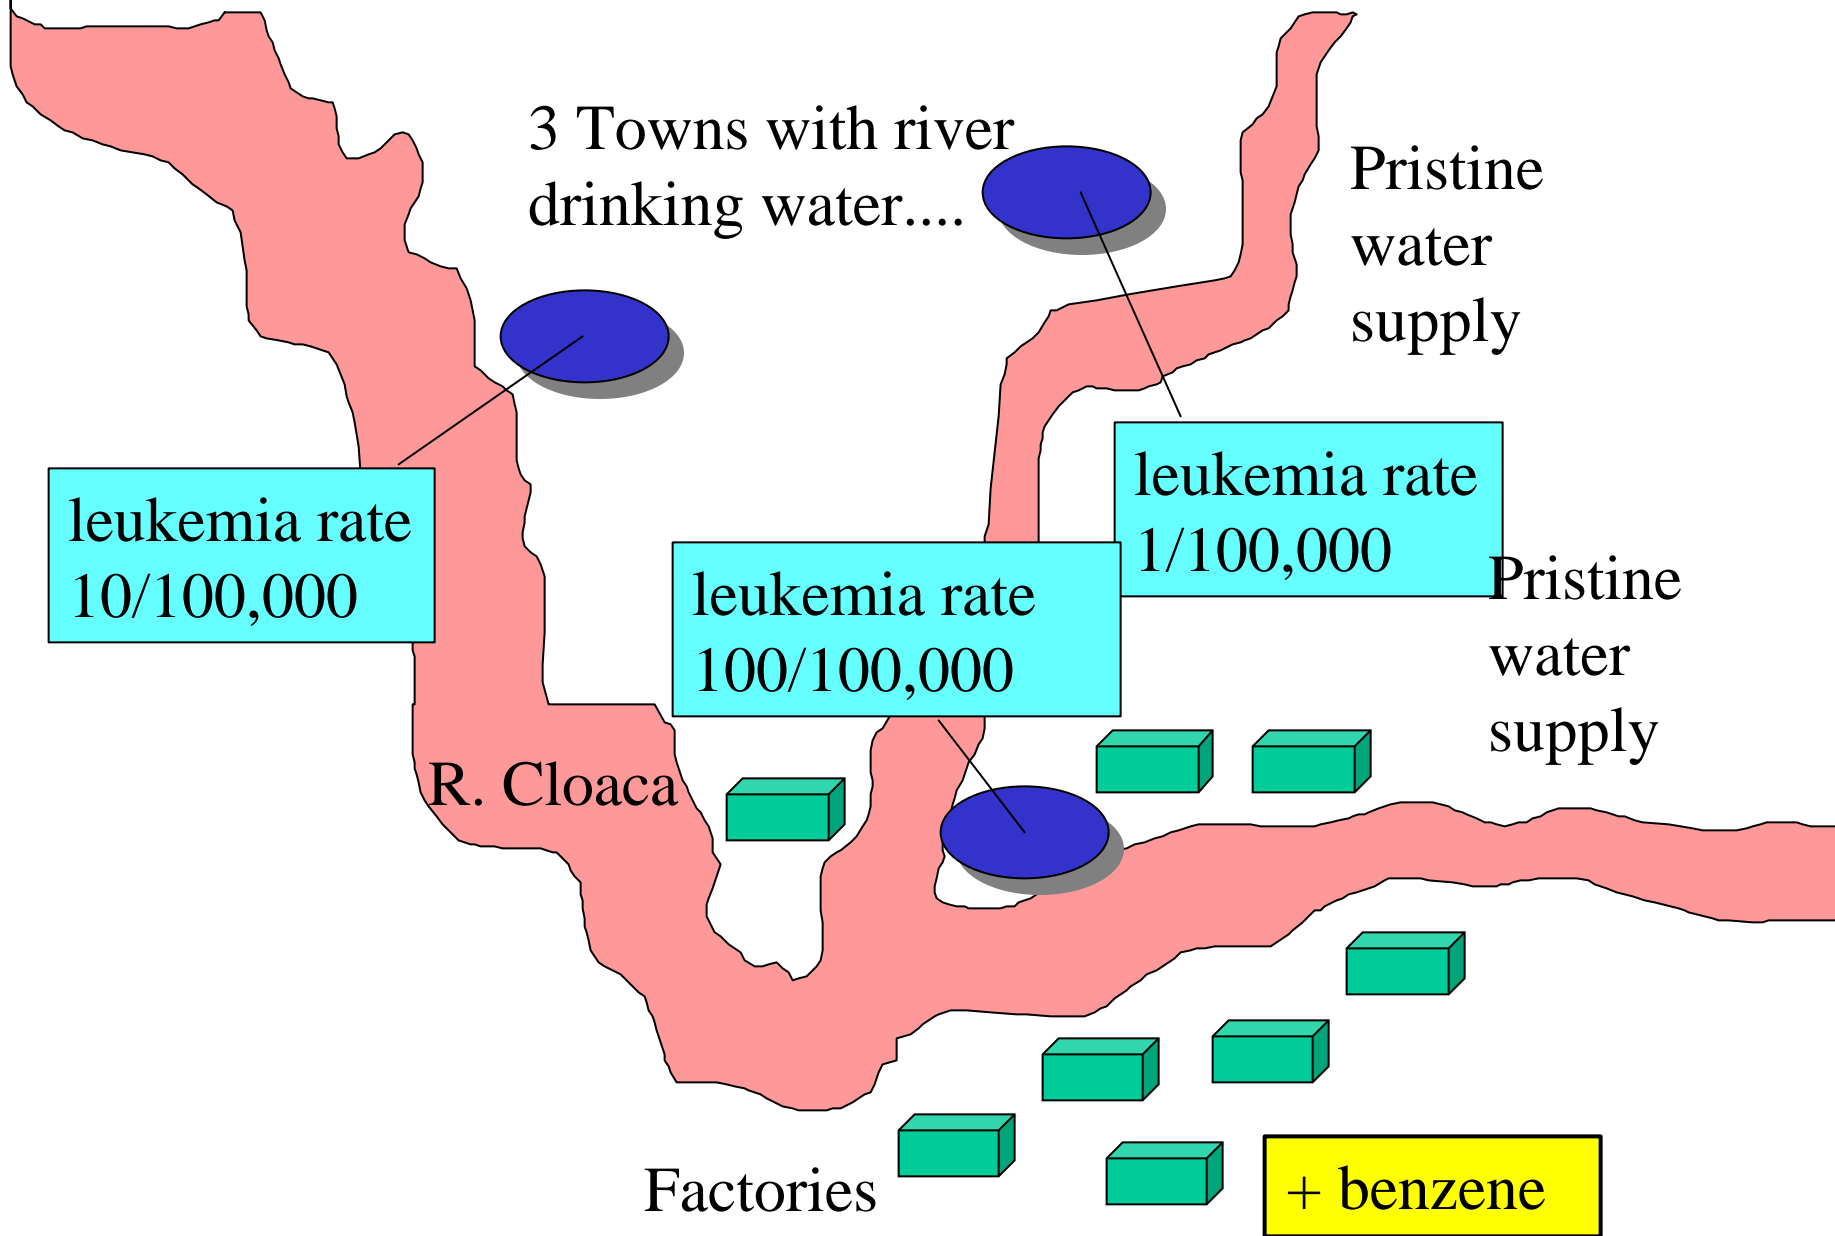 3 Towns with river
drinking water....
Pristine
water
supply
leukemia rate
10/100,000
leukemia rate
100/100,000
leukemia rate
1/100,000
Pristine
water
supply
R. Cloaca
Factories
+ benzene